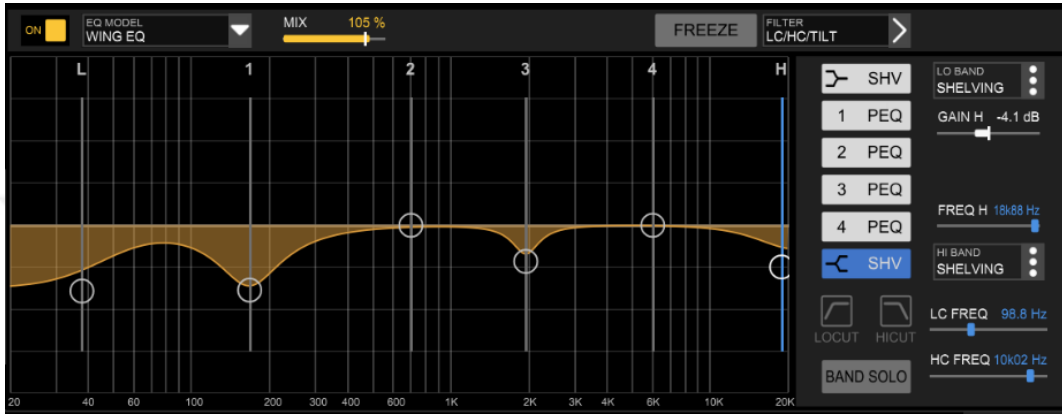 ON
EQ MODEL
WING EQ
MIX 105 %
FREEZE
FILTER
LC/HC/TILT
L 1 2 3 4 H
SHV
1 PEQ
2 PEQ
3 PEQ
4 PEQ
SHV
LOCUT HICUT
BAND SOLO
LO BAND
SHELVING
GAIN H -4.1 dB
FREQ H 18k88 Hz
HI BAND
SHELVING
LC FREQ 98.8 Hz
HC FREQ 10k02 Hz
20 40 60 100 200 300 400 600 1K 2K 3K 4K 6K 10K 20K